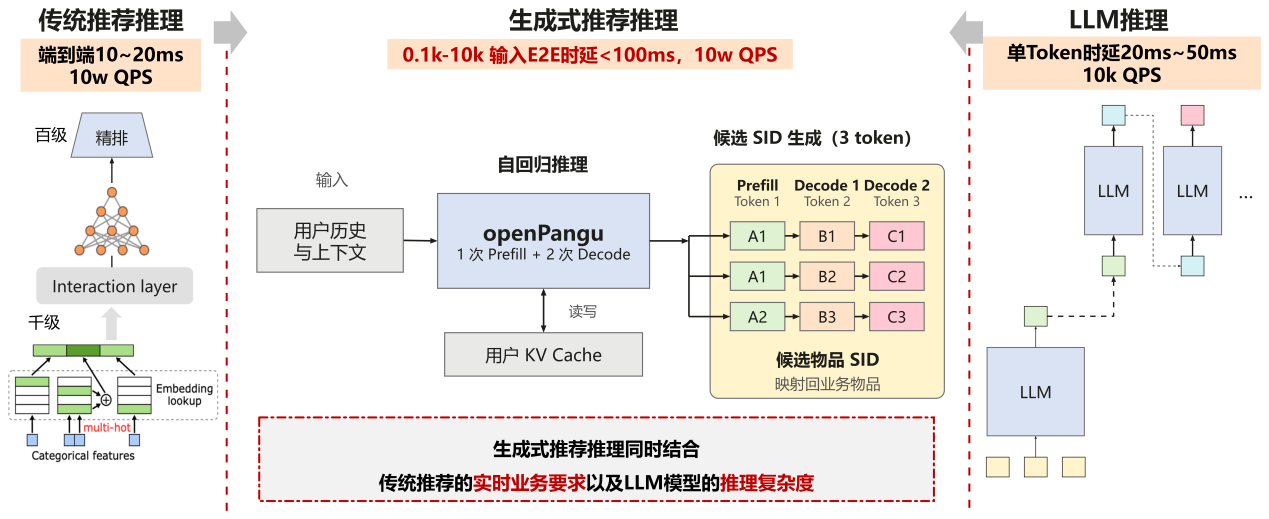 传统推荐推理
端到端10~20ms
10w QPS
百级
精排
Interaction layer
千级
Embedding
lookup
multi-hot
Categorical features
生成式推荐推理
0.1k-10k 输入E2E时延<100ms，10w QPS
输入
用户历史
与上下文
自回归推理
openPangu
1 次 Prefill + 2 次 Decode
读写
用户 KV Cache
候选 SID 生成（3 token）
Prefill Decode 1 Decode 2
Token 1 Token 2 Token 3
A1 B1 C1
A1 B2 C2
A2 B3 C3
候选物品 SID
映射回业务物品
生成式推荐推理同时结合
传统推荐的实时业务要求以及LLM模型的推理复杂度
LLM推理
单Token时延20ms~50ms
10k QPS
LLM
LLM
...
LLM